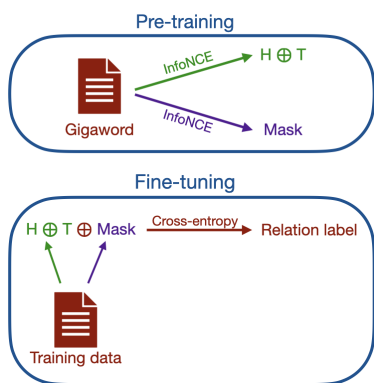 Pre-training
InfoNCE
H ⊕ T
InfoNCE
Gigaword
Mask
Fine-tuning
H ⊕ T ⊕ Mask
Cross-entropy
Relation label
Training data